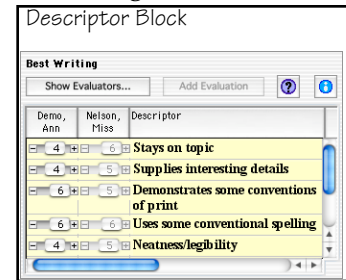 Descriptor Block
Best Writing
Show Evaluators... Add Evaluation ? i
Demo, Ann Nelson, Miss Descriptor
4 6 Stays on topic
4 5 Supplies interesting details
6 5 Demonstrates some conventions
of print
6 6 Uses some conventional spelling
4 5 Neatness/legibility